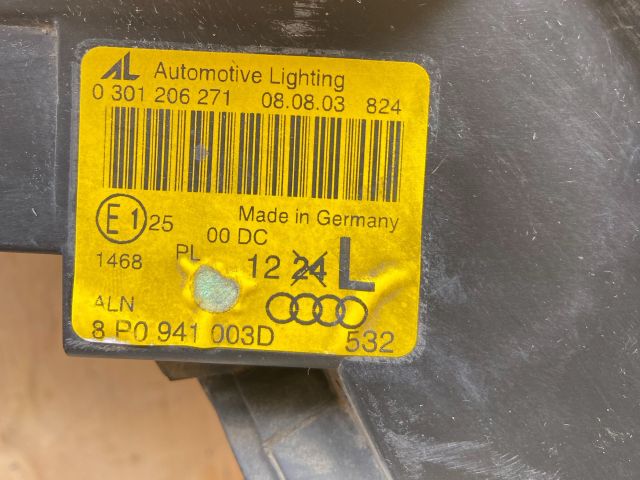 AL Automotive Lighting
0 301 206 271 08.08.03 824
E1 25 Made in Germany
00 DC
1468 PL 12 24 L
ALN
8 P0 941 003D 532